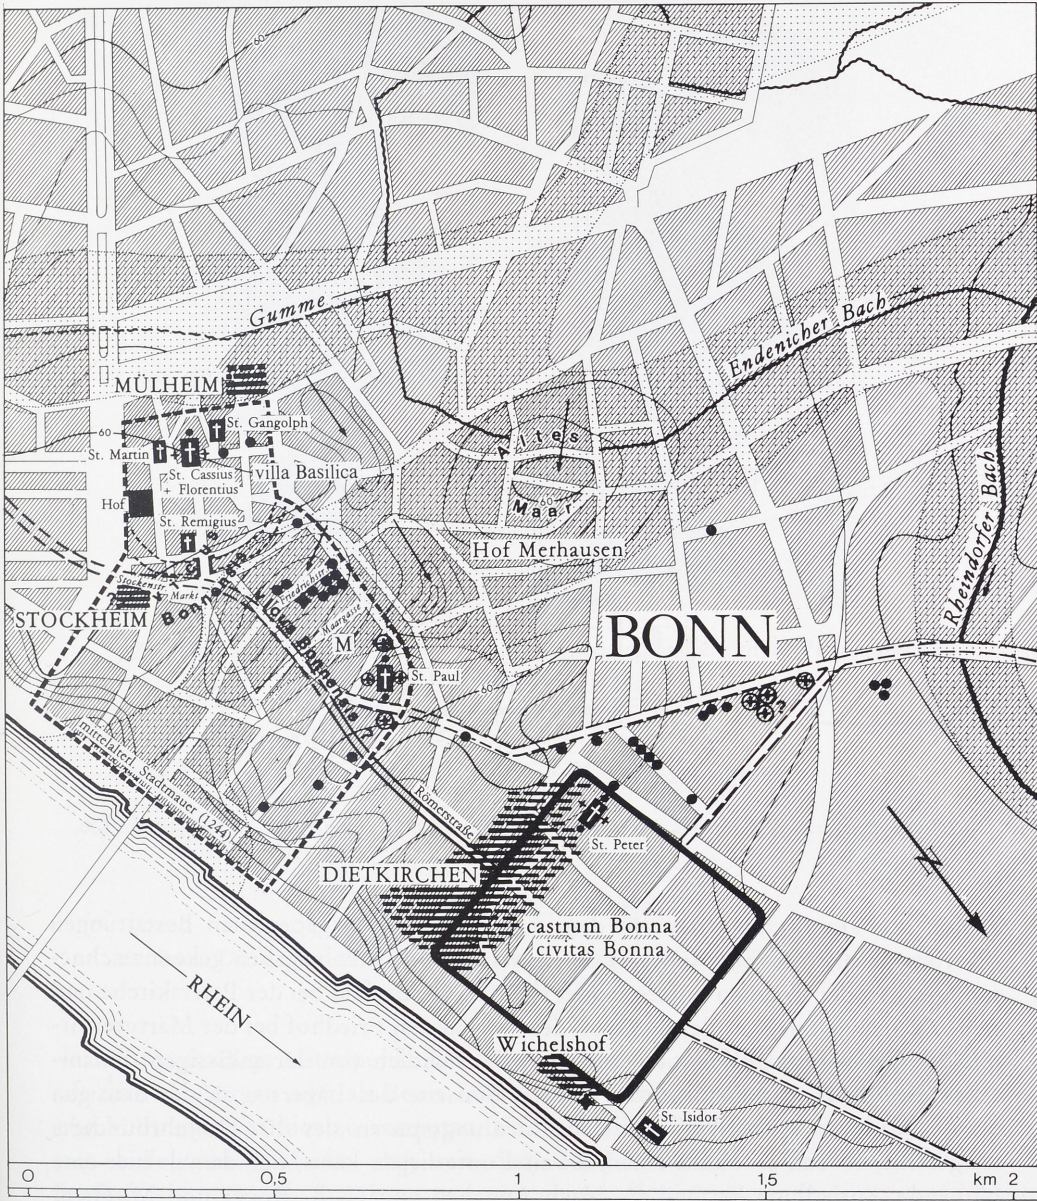 60
Gumme
Endenicher Bach
MÜLHEIM
St. Gangolph
60
St. Martin
St. Cassius
+ Florentius
villa Basilica
Altes
60
Maar
Hof
St. Remigius
Hof Merhausen
Rheindorfer Bach
Stockenstr.
Markt
STOCKHEIM
Friedrichstr.
Maargasse
M
BONN
St. Paul
60
?
mittelalterl. Stadtmauer (1244)
Römerstraße
St. Peter
DIETKIRCHEN
castrum Bonna
civitas Bonna
N
RHEIN
Wichelshof
St. Isidor
0 0,5 1 1,5 km 2